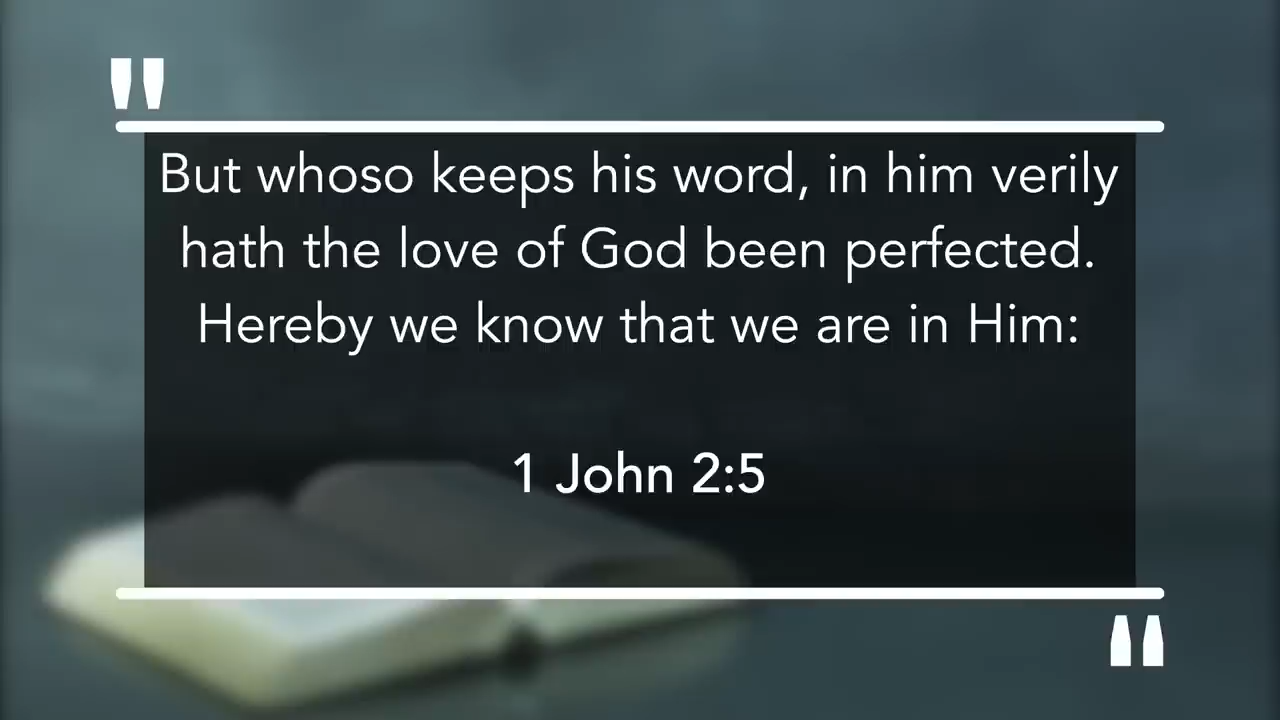 "
But whoso keeps his word, in him verily
hath the love of God been perfected.
Hereby we know that we are in Him:
1 John 2:5
"